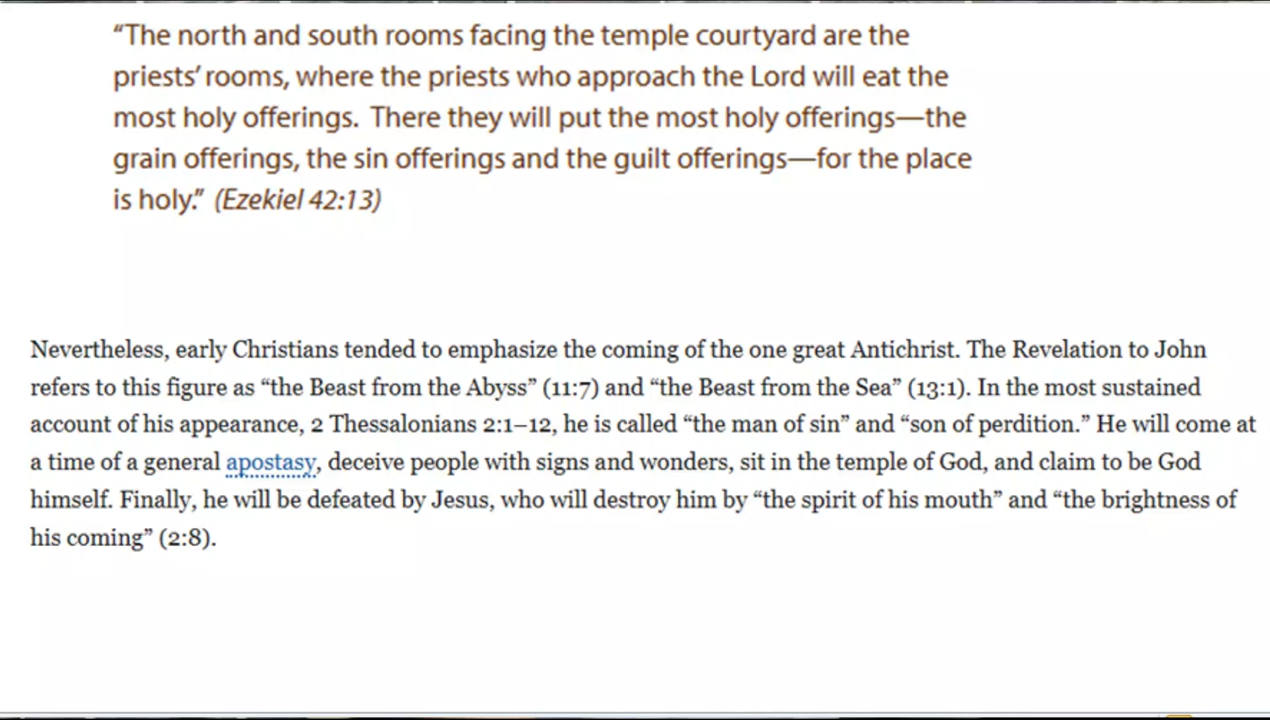 “The north and south rooms facing the temple courtyard are the
priests’ rooms, where the priests who approach the Lord will eat the
most holy offerings. There they will put the most holy offerings—the
grain offerings, the sin offerings and the guilt offerings—for the place
is holy.” (Ezekiel 42:13)
Nevertheless, early Christians tended to emphasize the coming of the one great Antichrist. The Revelation to John
refers to this figure as “the Beast from the Abyss” (11:7) and “the Beast from the Sea” (13:1). In the most sustained
account of his appearance, 2 Thessalonians 2:1–12, he is called “the man of sin” and “son of perdition.” He will come at
a time of a general apostasy, deceive people with signs and wonders, sit in the temple of God, and claim to be God
himself. Finally, he will be defeated by Jesus, who will destroy him by “the spirit of his mouth” and “the brightness of
his coming” (2:8).